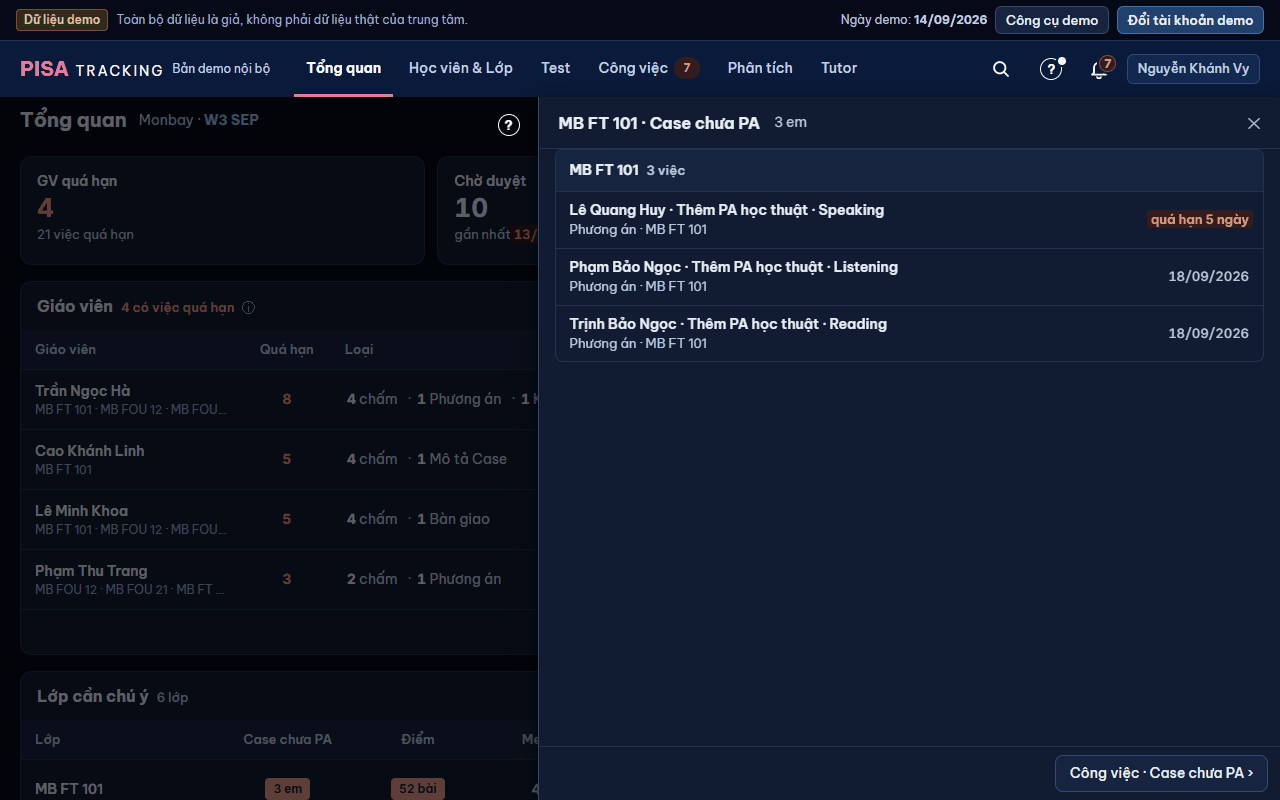 Dữ liệu demo Toàn bộ dữ liệu là giả, không phải dữ liệu thật của trung tâm. Ngày demo: 14/09/2026 Công cụ demo Đổi tài khoản demo
PISA TRACKING Bản demo nội bộ Tổng quan Học viên & Lớp Test Công việc 7 Phân tích Tutor ? 7 Nguyễn Khánh Vy
Tổng quan Monbay · W3 SEP ?
GV quá hạn
4
21 việc quá hạn
Chờ duyệt
10
gần nhất 13/
Giáo viên 4 có việc quá hạn
Giáo viên Quá hạn Loại
Trần Ngọc Hà
MB FT 101 · MB FOU 12 · MB FOU...
8 4 chấm · 1 Phương án · 1
Cao Khánh Linh
MB FT 101
5 4 chấm · 1 Mô tả Case
Lê Minh Khoa
MB FT 101 · MB FOU 12 · MB FOU...
5 4 chấm · 1 Bàn giao
Phạm Thu Trang
MB FOU 12 · MB FOU 21 · MB FT ...
3 2 chấm · 1 Phương án
Lớp cần chú ý 6 lớp
Lớp Case chưa PA Điểm
MB FT 101 3 em 52 bài 4
MB FT 101 · Case chưa PA 3 em
MB FT 101 3 việc
Lê Quang Huy · Thêm PA học thuật · Speaking
Phương án · MB FT 101
quá hạn 5 ngày
Phạm Bảo Ngọc · Thêm PA học thuật · Listening
Phương án · MB FT 101
18/09/2026
Trịnh Bảo Ngọc · Thêm PA học thuật · Reading
Phương án · MB FT 101
18/09/2026
Công việc · Case chưa PA ›